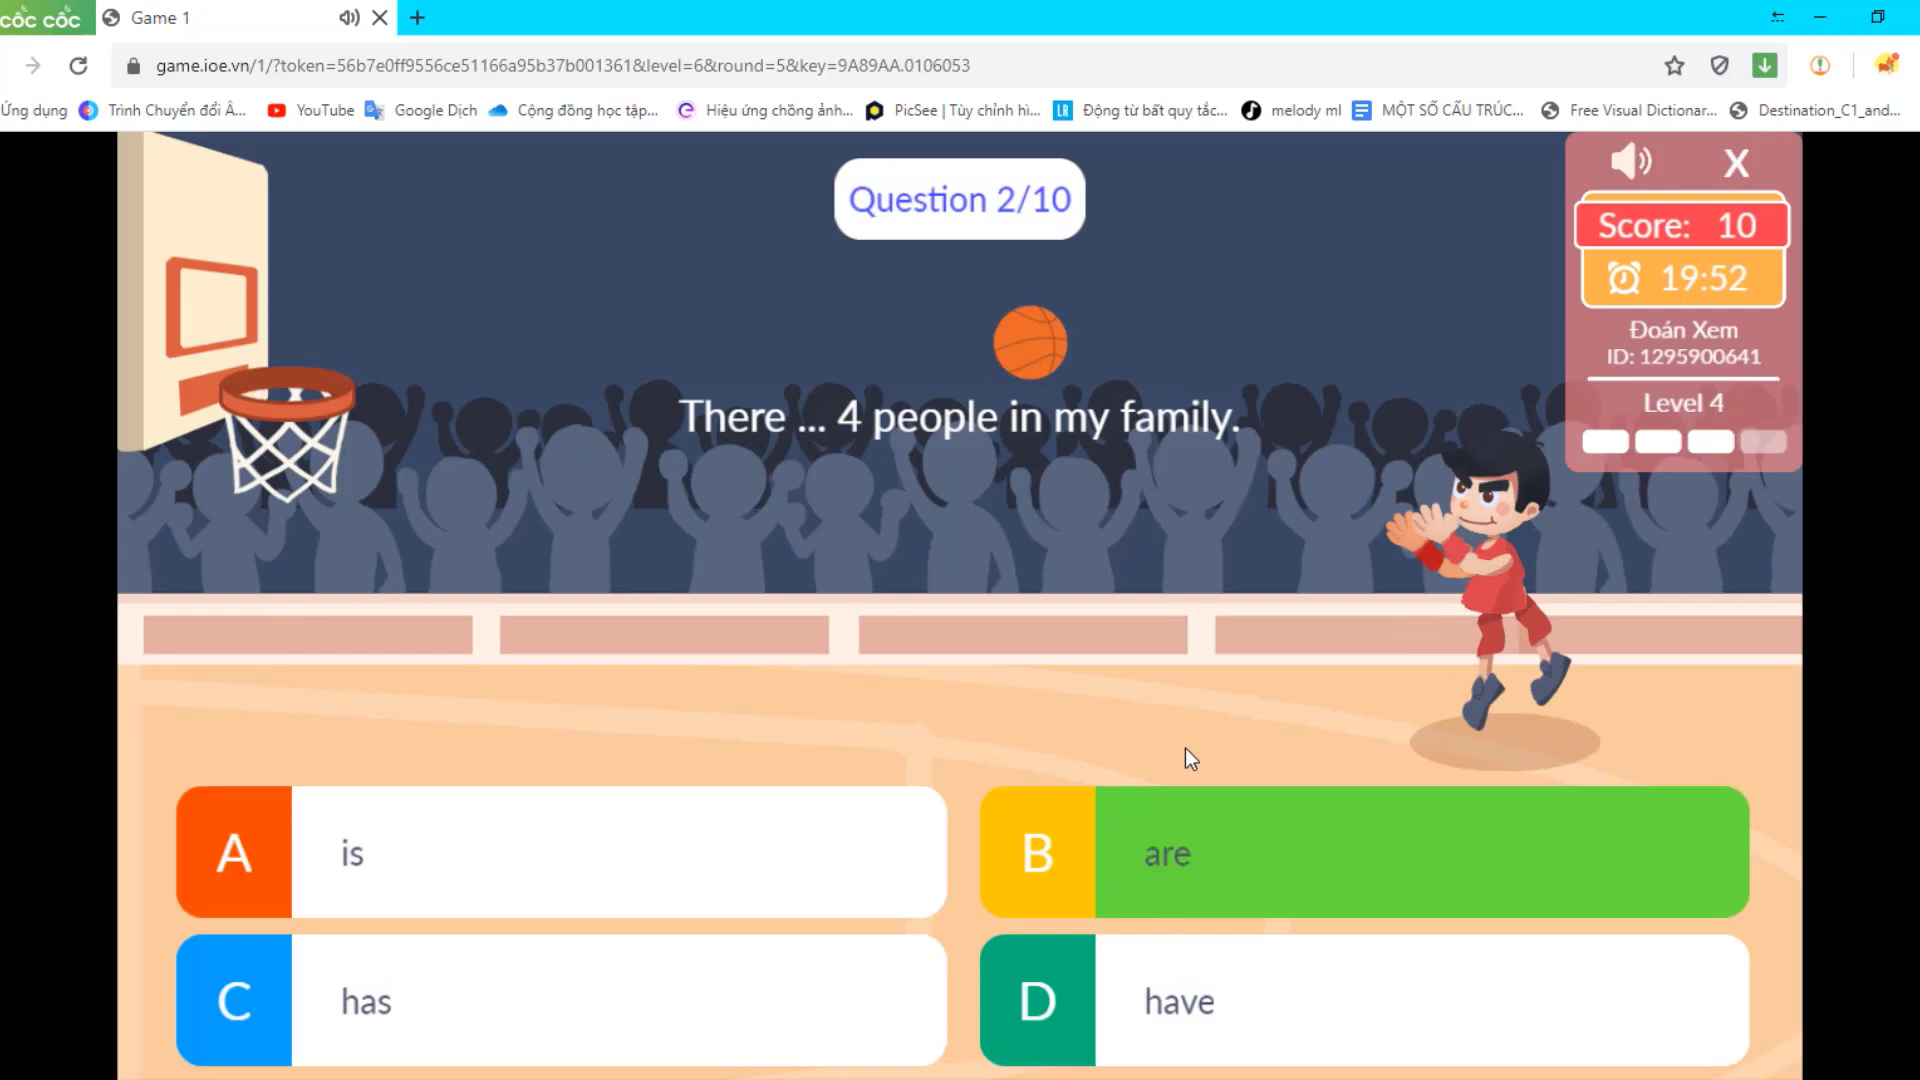 cốc cốc
Game 1
game.ioe.vn/1/?token=56b7e0ff9556ce51166a95b37b001361&level=6&round=5&key=9A89AA.0106053
Ứng dụng Trình Chuyển đổi Â... YouTube Google Dịch Cộng đồng học tập... Hiệu ứng chồng ảnh... PicSee | Tùy chỉnh hì... LR Động từ bất quy tắc... melody ml MỘT SỐ CẤU TRÚC... Free Visual Dictionar... Destination_C1_and...
Question 2/10
X
Score: 10
19:52
Đoán Xem
ID: 1295900641
Level 4
There ... 4 people in my family.
A is
B are
C has
D have